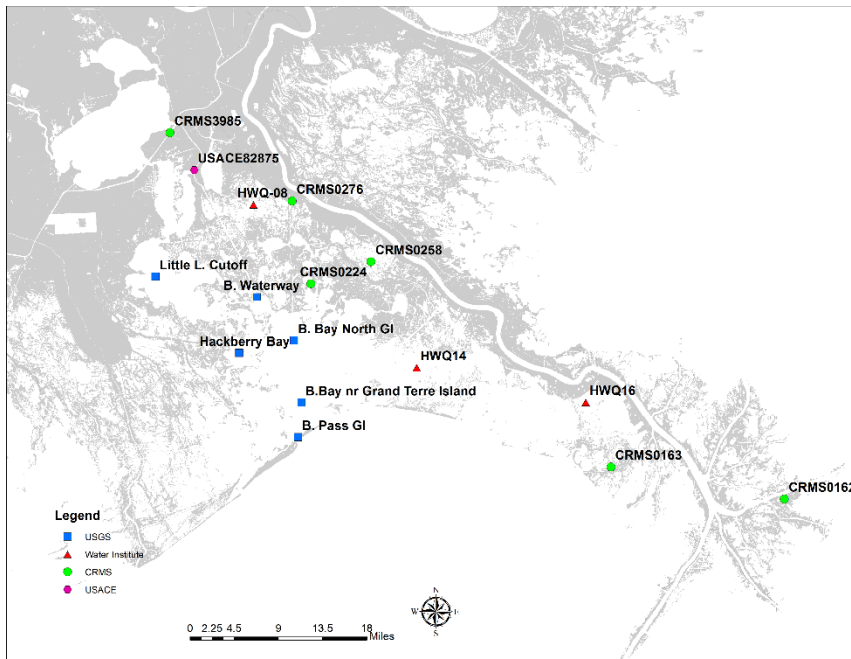 CRMS3985
USACE82875
HWQ-08
CRMS0276
CRMS0258
Little L. Cutoff
CRMS0224
B. Waterway
B. Bay North GI
Hackberry Bay
HWQ14
B.Bay nr Grand Terre Island
HWQ16
B. Pass GI
CRMS0163
CRMS0162
Legend
USGS
Water Institute
CRMS
USACE
N
W E
S
0 2.25 4.5 9 13.5 18
Miles